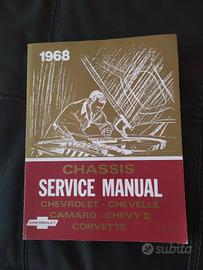 1968
CHASSIS
SERVICE MANUAL
CHEVROLET · CHEVELLE
CAMARO · CHEVY II
CORVETTE
CHEVROLET
subito